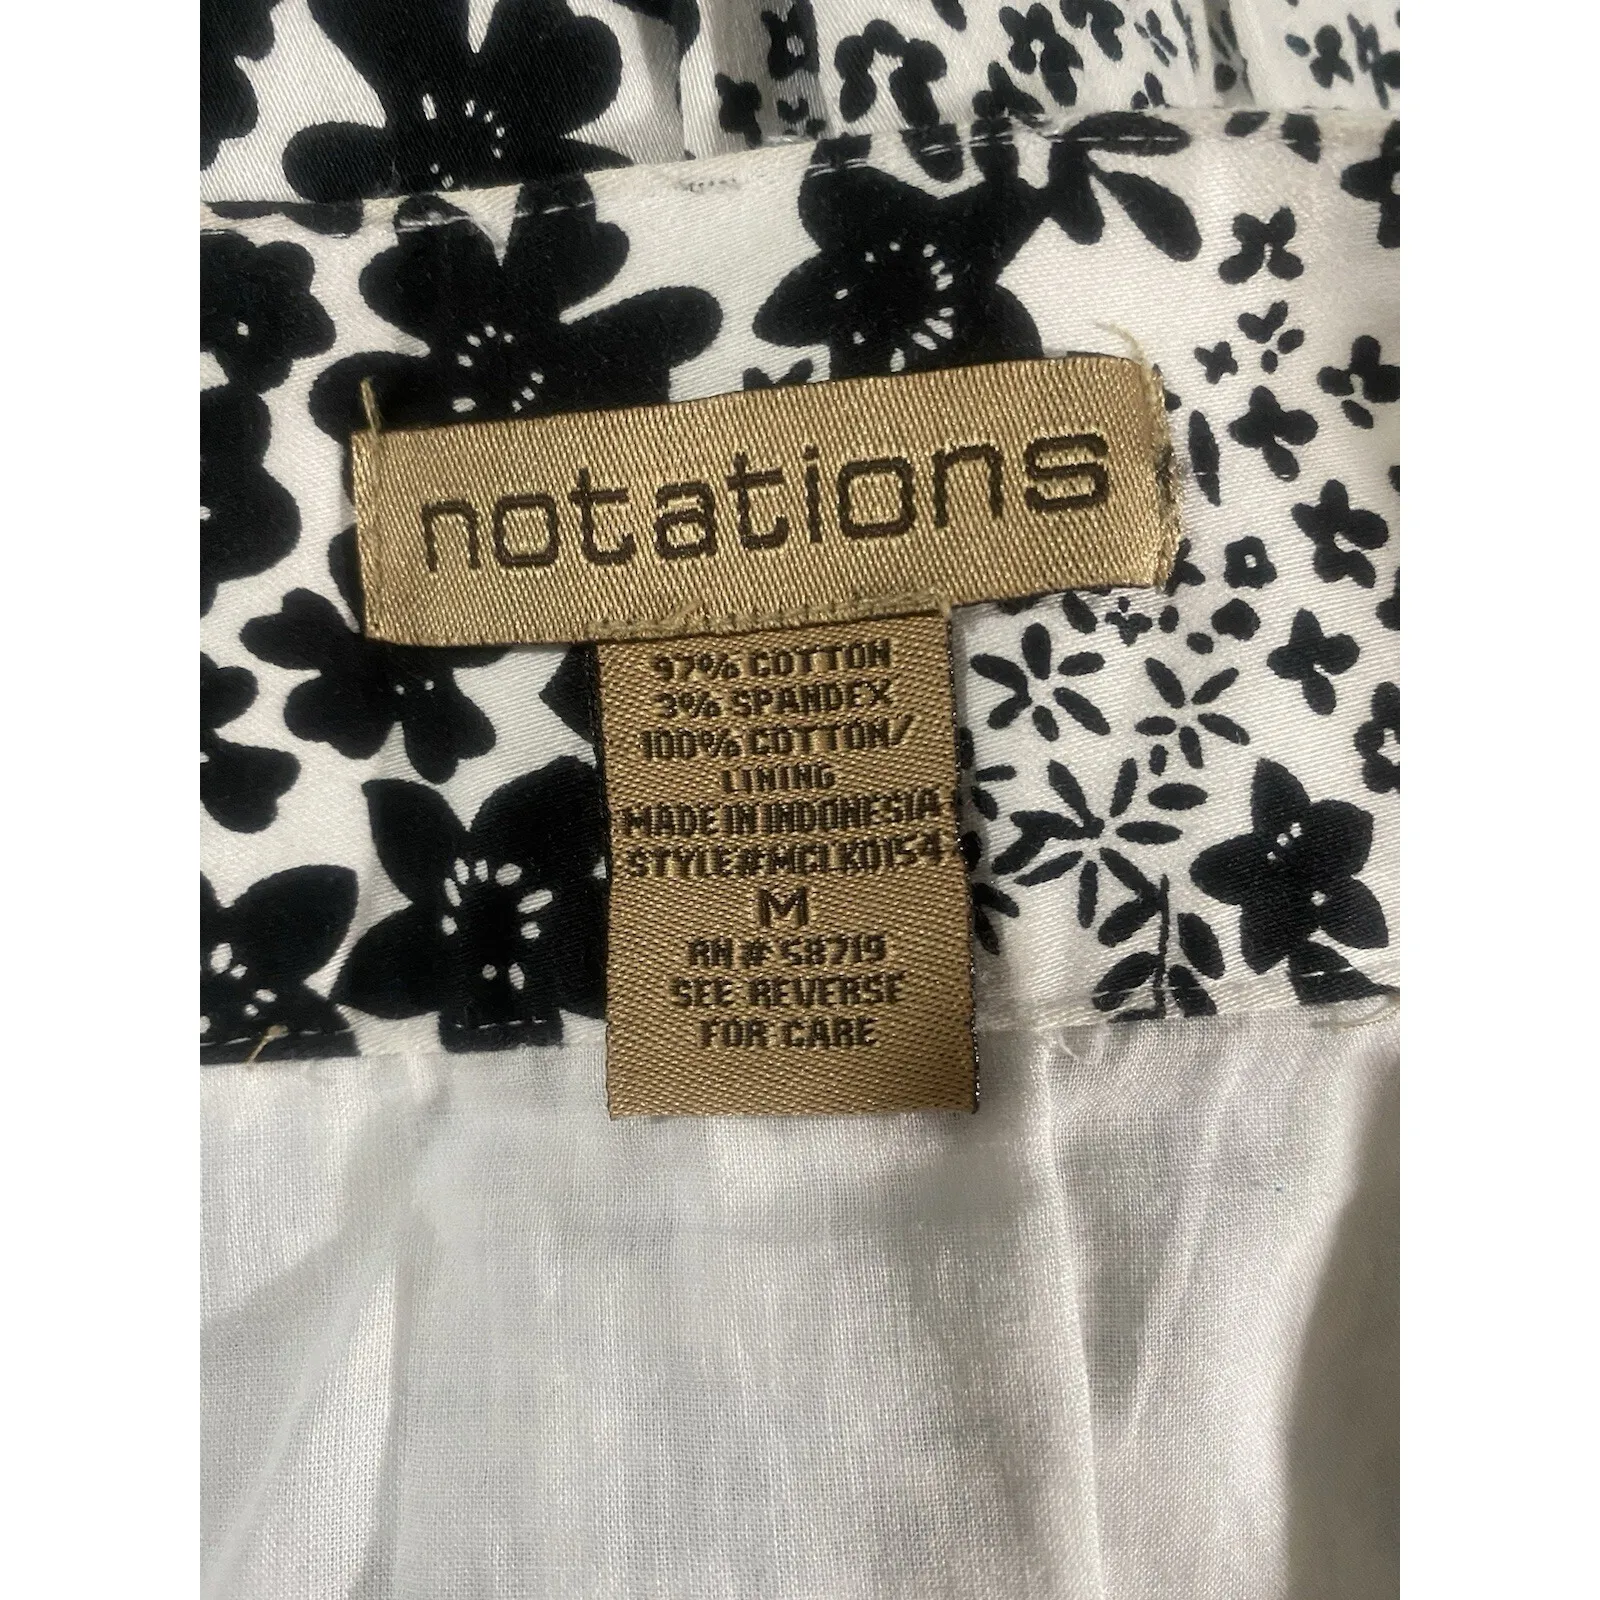 notations
97% COTTON
3% SPANDEX
100% COTTON/
LINING
MADE IN INDONESIA
STYLE#MCLK0154
M
RN # 58719
SEE REVERSE
FOR CARE